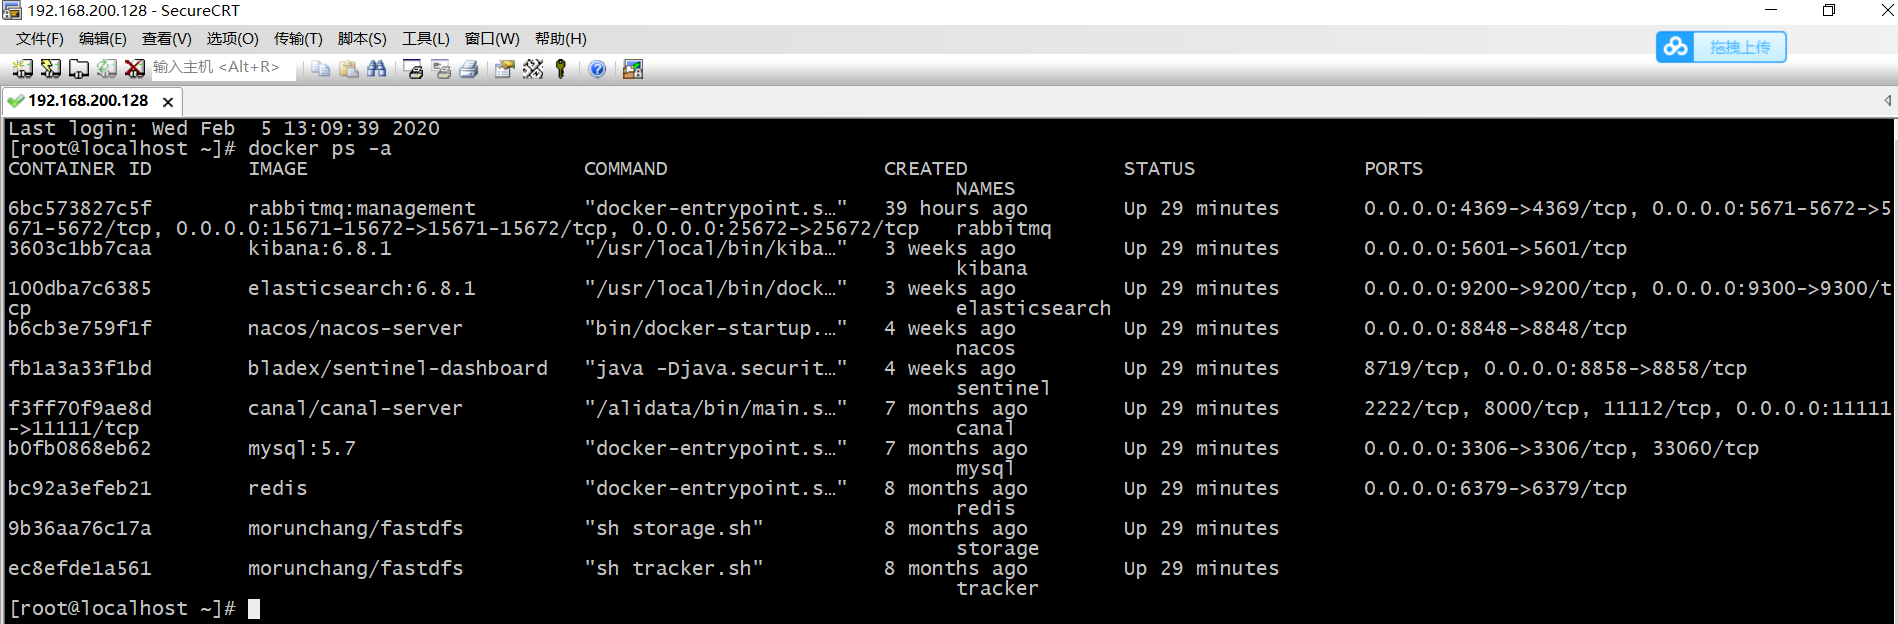 192.168.200.128 - SecureCRT
文件(F) 编辑(E) 查看(V) 选项(O) 传输(T) 脚本(S) 工具(L) 窗口(W) 帮助(H)
拖拽上传
输入主机 <Alt+R>
192.168.200.128
Last login: Wed Feb  5 13:09:39 2020
[root@localhost ~]# docker ps -a
CONTAINER ID        IMAGE                       COMMAND                  CREATED             STATUS              PORTS
NAMES
6bc573827c5f        rabbitmq:management         "docker-entrypoint.s…"   39 hours ago        Up 29 minutes       0.0.0.0:4369->4369/tcp, 0.0.0.0:5671-5672->5
671-5672/tcp, 0.0.0.0:15671-15672->15671-15672/tcp, 0.0.0.0:25672->25672/tcp   rabbitmq
3603c1bb7caa        kibana:6.8.1                "/usr/local/bin/kiba…"   3 weeks ago         Up 29 minutes       0.0.0.0:5601->5601/tcp
kibana
100dba7c6385        elasticsearch:6.8.1         "/usr/local/bin/dock…"   3 weeks ago         Up 29 minutes       0.0.0.0:9200->9200/tcp, 0.0.0.0:9300->9300/t
cp                                                                             elasticsearch
b6cb3e759f1f        nacos/nacos-server          "bin/docker-startup.…"   4 weeks ago         Up 29 minutes       0.0.0.0:8848->8848/tcp
nacos
fb1a3a33f1bd        bladex/sentinel-dashboard   "java -Djava.securit…"   4 weeks ago         Up 29 minutes       8719/tcp, 0.0.0.0:8858->8858/tcp
sentinel
f3ff70f9ae8d        canal/canal-server          "/alidata/bin/main.s…"   7 months ago        Up 29 minutes       2222/tcp, 8000/tcp, 11112/tcp, 0.0.0.0:11111
->11111/tcp                                                                    canal
b0fb0868eb62        mysql:5.7                   "docker-entrypoint.s…"   7 months ago        Up 29 minutes       0.0.0.0:3306->3306/tcp, 33060/tcp
mysql
bc92a3efeb21        redis                       "docker-entrypoint.s…"   8 months ago        Up 29 minutes       0.0.0.0:6379->6379/tcp
redis
9b36aa76c17a        morunchang/fastdfs          "sh storage.sh"          8 months ago        Up 29 minutes
storage
ec8efde1a561        morunchang/fastdfs          "sh tracker.sh"          8 months ago        Up 29 minutes
tracker
[root@localhost ~]#